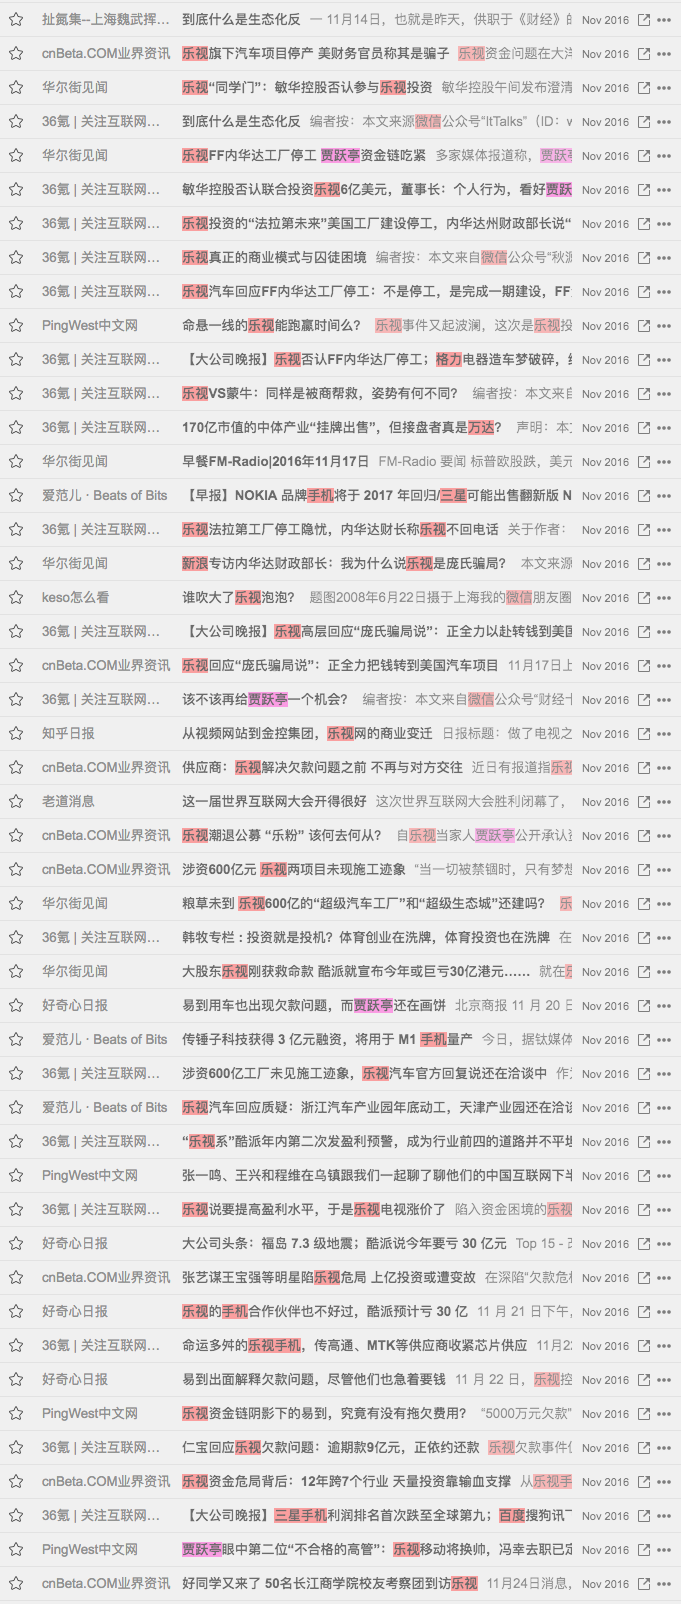 扯氮集--上海魏武挥... 到底什么是生态化反 — 11月14日，也就是昨天，供职于《财经》的 Nov 2016
cnBeta.COM业界资讯 乐视旗下汽车项目停产 美财务官员称其是骗子 乐视资金问题在大洋 Nov 2016
华尔街见闻 乐视“同学门”：敏华控股否认参与乐视投资 敏华控股午间发布澄清 Nov 2016
36氪 | 关注互联网... 到底什么是生态化反 编者按：本文来源微信公众号“ItTalks”（ID：w Nov 2016
华尔街见闻 乐视FF内华达工厂停工 贾跃亭资金链吃紧 多家媒体报道称，贾跃亭 Nov 2016
36氪 | 关注互联网... 敏华控股否认联合投资乐视6亿美元，董事长：个人行为，看好贾跃 Nov 2016
36氪 | 关注互联网... 乐视投资的“法拉第未来”美国工厂建设停工，内华达州财政部长说“ Nov 2016
36氪 | 关注互联网... 乐视真正的商业模式与囚徒困境 编者按：本文来自微信公众号“秋源 Nov 2016
36氪 | 关注互联网... 乐视汽车回应FF内华达工厂停工：不是停工，是完成一期建设，FF Nov 2016
PingWest中文网 命悬一线的乐视能跑赢时间么？ 乐视事件又起波澜，这次是乐视投 Nov 2016
36氪 | 关注互联网... 【大公司晚报】乐视否认FF内华达厂停工；格力电器造车梦破碎， Nov 2016
36氪 | 关注互联网... 乐视VS蒙牛：同样是被商帮救，姿势有何不同？ 编者按：本文来自 Nov 2016
36氪 | 关注互联网... 170亿市值的中体产业“挂牌出售”，但接盘者真是万达？ 声明：本文 Nov 2016
华尔街见闻 早餐FM-Radio|2016年11月17日 FM-Radio 要闻 标普欧股跌，美元 Nov 2016
爱范儿 · Beats of Bits 【早报】NOKIA 品牌手机将于 2017 年回归/三星可能出售翻新版 N Nov 2016
36氪 | 关注互联网... 乐视法拉第工厂停工隐忧，内华达财长称乐视不回电话 关于作者： Nov 2016
华尔街见闻 新浪专访内华达财政部长：我为什么说乐视是庞氏骗局？ 本文来源 Nov 2016
keso怎么看 谁吹大了乐视泡泡？ 题图2008年6月22日摄于上海我的微信朋友圈 Nov 2016
36氪 | 关注互联网... 【大公司晚报】乐视高层回应“庞氏骗局说”：正全力以赴转钱到美国 Nov 2016
cnBeta.COM业界资讯 乐视回应“庞氏骗局说”：正全力把钱转到美国汽车项目 11月17日上 Nov 2016
36氪 | 关注互联网... 该不该再给贾跃亭一个机会？ 编者按：本文来自微信公众号“财经十 Nov 2016
知乎日报 从视频网站到金控集团，乐视网的商业变迁 日报标题：做了电视之 Nov 2016
cnBeta.COM业界资讯 供应商：乐视解决欠款问题之前 不再与对方交往 近日有报道指乐视 Nov 2016
老道消息 这一届世界互联网大会开得很好 这次世界互联网大会胜利闭幕了， Nov 2016
cnBeta.COM业界资讯 乐视潮退公募 “乐粉” 该何去何从？ 自乐视当家人贾跃亭公开承认资 Nov 2016
cnBeta.COM业界资讯 涉资600亿元 乐视两项目未现施工迹象 “当一切被禁锢时，只有梦想 Nov 2016
华尔街见闻 粮草未到 乐视600亿的“超级汽车工厂”和“超级生态城”还建吗？ 乐 Nov 2016
36氪 | 关注互联网... 韩牧专栏 : 投资就是投机？体育创业在洗牌，体育投资也在洗牌 在 Nov 2016
华尔街见闻 大股东乐视刚获救命款 酷派就宣布今年或巨亏30亿港元…… 就在乐 Nov 2016
好奇心日报 易到用车也出现欠款问题，而贾跃亭还在画饼 北京商报 11 月 20 日 Nov 2016
爱范儿 · Beats of Bits 传锤子科技获得 3 亿元融资，将用于 M1 手机量产 今日，据钛媒体 Nov 2016
36氪 | 关注互联网... 涉资600亿工厂未见施工迹象，乐视汽车官方回复说还在洽谈中 作为 Nov 2016
爱范儿 · Beats of Bits 乐视汽车回应质疑：浙江汽车产业园年底动工，天津产业园还在洽谈 Nov 2016
36氪 | 关注互联网... “乐视系”酷派年内第二次发盈利预警，成为行业前四的道路并不平坦 Nov 2016
PingWest中文网 张一鸣、王兴和程维在乌镇跟我们一起聊了聊他们的中国互联网下半 Nov 2016
36氪 | 关注互联网... 乐视说要提高盈利水平，于是乐视电视涨价了 陷入资金困境的乐视 Nov 2016
好奇心日报 大公司头条：福岛 7.3 级地震；酷派说今年要亏 30 亿元 Top 15 - 改 Nov 2016
cnBeta.COM业界资讯 张艺谋王宝强等明星陷乐视危局 上亿投资或遭变故 在深陷“欠款危机 Nov 2016
好奇心日报 乐视的手机合作伙伴也不好过，酷派预计亏 30 亿 11 月 21 日下午， Nov 2016
36氪 | 关注互联网... 命运多舛的乐视手机，传高通、MTK等供应商收紧芯片供应 11月22 Nov 2016
好奇心日报 易到出面解释欠款问题，尽管他们也急着要钱 11 月 22 日，乐视控 Nov 2016
PingWest中文网 乐视资金链阴影下的易到，究竟有没有拖欠费用？ “5000万元欠款” Nov 2016
36氪 | 关注互联网... 仁宝回应乐视欠款问题：逾期款9亿元，正依约还款 乐视欠款事件仍 Nov 2016
cnBeta.COM业界资讯 乐视资金危局背后：12年跨7个行业 天量投资靠输血支撑 从乐视手 Nov 2016
36氪 | 关注互联网... 【大公司晚报】三星手机利润排名首次跌至全球第九；百度搜狗讯飞 Nov 2016
PingWest中文网 贾跃亭眼中第二位“不合格的高管”：乐视移动将换帅，冯幸去职已定 Nov 2016
cnBeta.COM业界资讯 好同学又来了 50名长江商学院校友考察团到访乐视 11月24日消息， Nov 2016